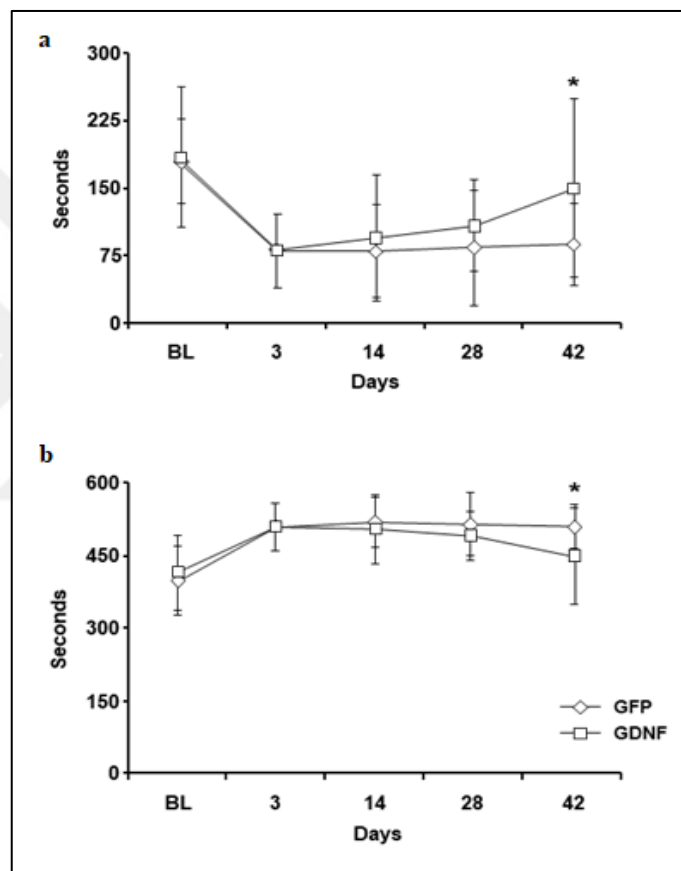 a
300
225
150
75
0
Seconds
*
BL 3 14 28 42
Days
b
600
450
300
150
0
Seconds
*
GFP
GDNF
BL 3 14 28 42
Days